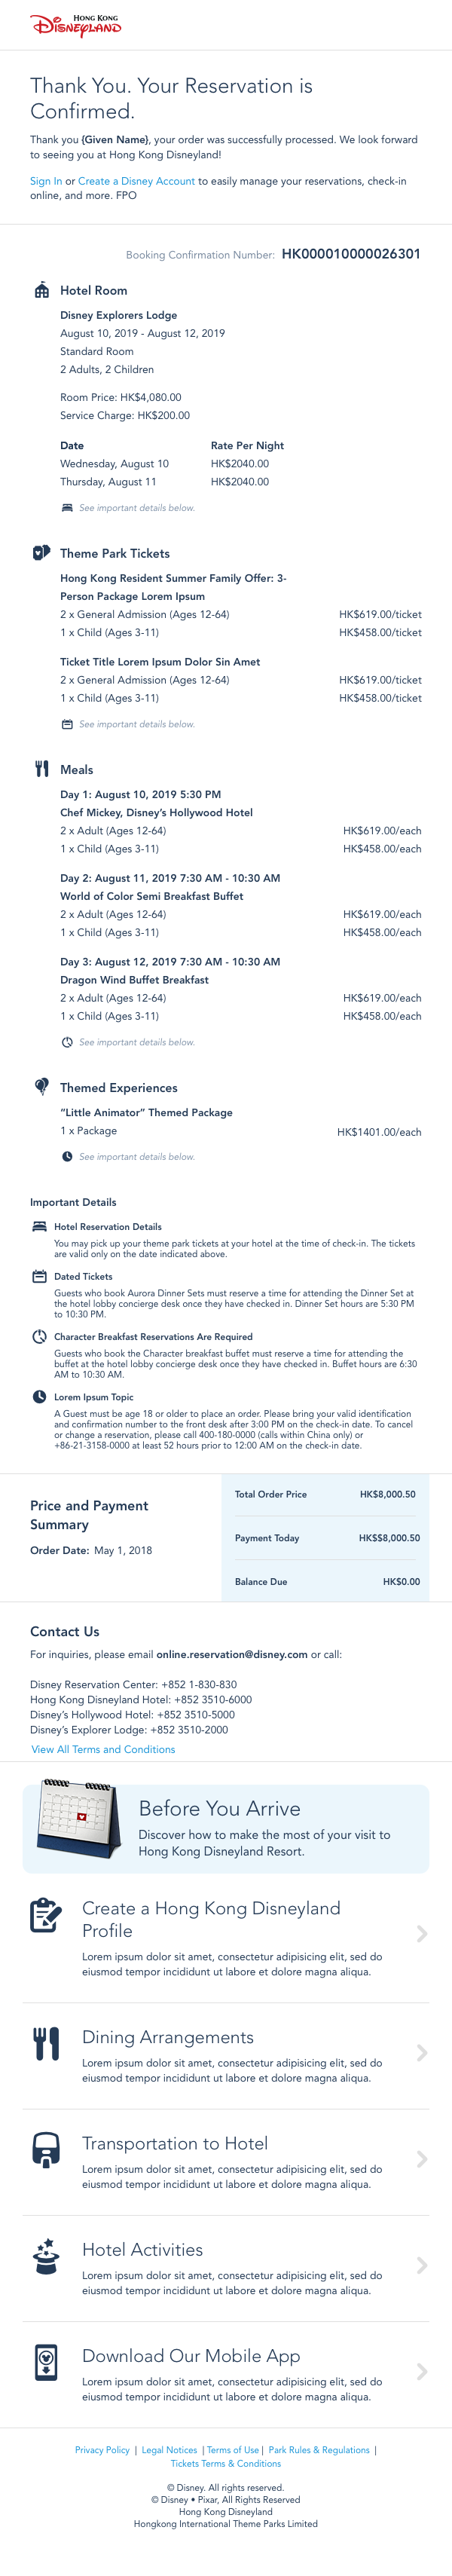 HONG KONG
DISNEYLAND
Thank You. Your Reservation is
Confirmed.
Thank you {Given Name}, your order was successfully processed. We look forward
to seeing you at Hong Kong Disneyland!
Sign In or Create a Disney Account to easily manage your reservations, check-in
online, and more. FPO
Booking Confirmation Number: HK000010000026301
Hotel Room
Disney Explorers Lodge
August 10, 2019 - August 12, 2019
Standard Room
2 Adults, 2 Children
Room Price: HK$4,080.00
Service Charge: HK$200.00
Date Rate Per Night
Wednesday, August 10 HK$2040.00
Thursday, August 11 HK$2040.00
See important details below.
Theme Park Tickets
Hong Kong Resident Summer Family Offer: 3-
Person Package Lorem Ipsum
2 x General Admission (Ages 12-64) HK$619.00/ticket
1 x Child (Ages 3-11) HK$458.00/ticket
Ticket Title Lorem Ipsum Dolor Sin Amet
2 x General Admission (Ages 12-64) HK$619.00/ticket
1 x Child (Ages 3-11) HK$458.00/ticket
See important details below.
Meals
Day 1: August 10, 2019 5:30 PM
Chef Mickey, Disney's Hollywood Hotel
2 x Adult (Ages 12-64) HK$619.00/each
1 x Child (Ages 3-11) HK$458.00/each
Day 2: August 11, 2019 7:30 AM - 10:30 AM
World of Color Semi Breakfast Buffet
2 x Adult (Ages 12-64) HK$619.00/each
1 x Child (Ages 3-11) HK$458.00/each
Day 3: August 12, 2019 7:30 AM - 10:30 AM
Dragon Wind Buffet Breakfast
2 x Adult (Ages 12-64) HK$619.00/each
1 x Child (Ages 3-11) HK$458.00/each
See important details below.
Themed Experiences
“Little Animator” Themed Package
1 x Package HK$1401.00/each
See important details below.
Important Details
Hotel Reservation Details
You may pick up your theme park tickets at your hotel at the time of check-in. The tickets
are valid only on the date indicated above.
Dated Tickets
Guests who book Aurora Dinner Sets must reserve a time for attending the Dinner Set at
the hotel lobby concierge desk once they have checked in. Dinner Set hours are 5:30 PM
to 10:30 PM.
Character Breakfast Reservations Are Required
Guests who book the Character breakfast buffet must reserve a time for attending the
buffet at the hotel lobby concierge desk once they have checked in. Buffet hours are 6:30
AM to 10:30 AM.
Lorem Ipsum Topic
A Guest must be age 18 or older to place an order. Please bring your valid identification
and confirmation number to the front desk after 3:00 PM on the check-in date. To cancel
or change a reservation, please call 400-180-0000 (calls within China only) or
+86-21-3158-0000 at least 52 hours prior to 12:00 AM on the check-in date.
Price and Payment
Summary
Order Date: May 1, 2018
Total Order Price HK$8,000.50
Payment Today HK$$8,000.50
Balance Due HK$0.00
Contact Us
For inquiries, please email online.reservation@disney.com or call:
Disney Reservation Center: +852 1-830-830
Hong Kong Disneyland Hotel: +852 3510-6000
Disney's Hollywood Hotel: +852 3510-5000
Disney's Explorer Lodge: +852 3510-2000
View All Terms and Conditions
Before You Arrive
Discover how to make the most of your visit to
Hong Kong Disneyland Resort.
Create a Hong Kong Disneyland
Profile
Lorem ipsum dolor sit amet, consectetur adipisicing elit, sed do
eiusmod tempor incididunt ut labore et dolore magna aliqua.
Dining Arrangements
Lorem ipsum dolor sit amet, consectetur adipisicing elit, sed do
eiusmod tempor incididunt ut labore et dolore magna aliqua.
Transportation to Hotel
Lorem ipsum dolor sit amet, consectetur adipisicing elit, sed do
eiusmod tempor incididunt ut labore et dolore magna aliqua.
Hotel Activities
Lorem ipsum dolor sit amet, consectetur adipisicing elit, sed do
eiusmod tempor incididunt ut labore et dolore magna aliqua.
Download Our Mobile App
Lorem ipsum dolor sit amet, consectetur adipisicing elit, sed do
eiusmod tempor incididunt ut labore et dolore magna aliqua.
Privacy Policy | Legal Notices | Terms of Use | Park Rules & Regulations |
Tickets Terms & Conditions
© Disney. All rights reserved.
© Disney • Pixar, All Rights Reserved
Hong Kong Disneyland
Hongkong International Theme Parks Limited